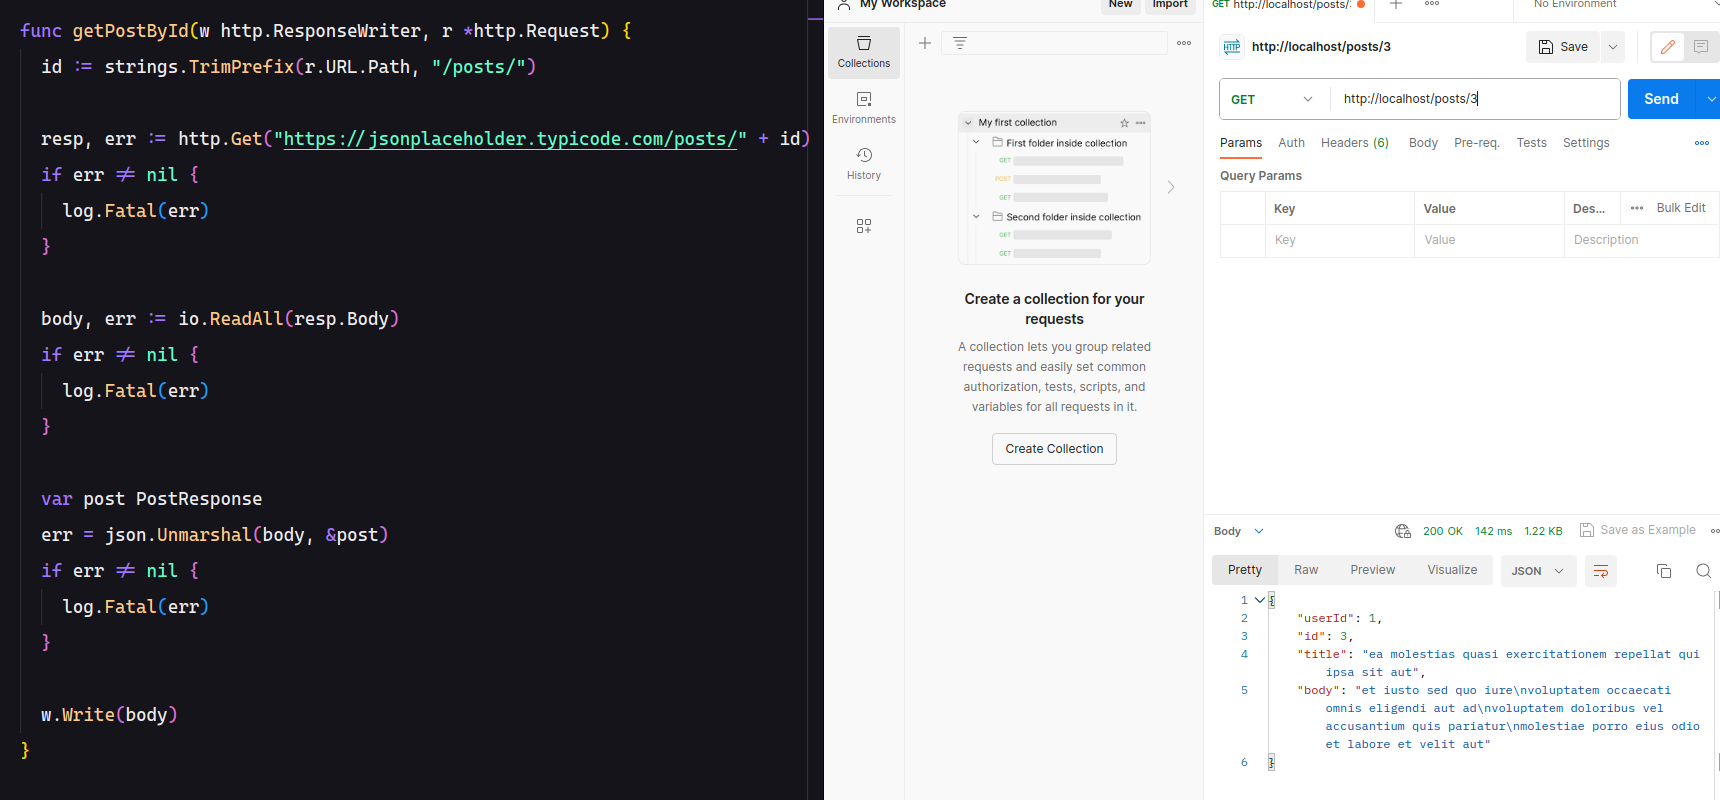 func getPostById(w http.ResponseWriter, r *http.Request) {
id := strings.TrimPrefix(r.URL.Path, "/posts/")
resp, err := http.Get("https://jsonplaceholder.typicode.com/posts/" + id)
if err ≠ nil {
log.Fatal(err)
}
body, err := io.ReadAll(resp.Body)
if err ≠ nil {
log.Fatal(err)
}
var post PostResponse
err = json.Unmarshal(body, &post)
if err ≠ nil {
log.Fatal(err)
}
w.Write(body)
}
My Workspace
New
Import
Collections
Environments
History
My first collection
First folder inside collection
GET
POST
GET
Second folder inside collection
GET
GET
Create a collection for your
requests
A collection lets you group related
requests and easily set common
authorization, tests, scripts, and
variables for all requests in it.
Create Collection
GET http://localhost/posts/
No Environment
HTTP
http://localhost/posts/3
Save
GET
http://localhost/posts/3
Send
Params Auth Headers (6) Body Pre-req. Tests Settings
Query Params
Key Value Des... Bulk Edit
Key Value Description
Body
200 OK 142 ms 1.22 KB Save as Example
Pretty Raw Preview Visualize JSON
1 {
2 "userId": 1,
3 "id": 3,
4 "title": "ea molestias quasi exercitationem repellat qui
ipsa sit aut",
5 "body": "et iusto sed quo iure\nvoluptatem occaecati
omnis eligendi aut ad\nvoluptatem doloribus vel
accusantium quis pariatur\nmolestiae porro eius odio
et labore et velit aut"
6 }